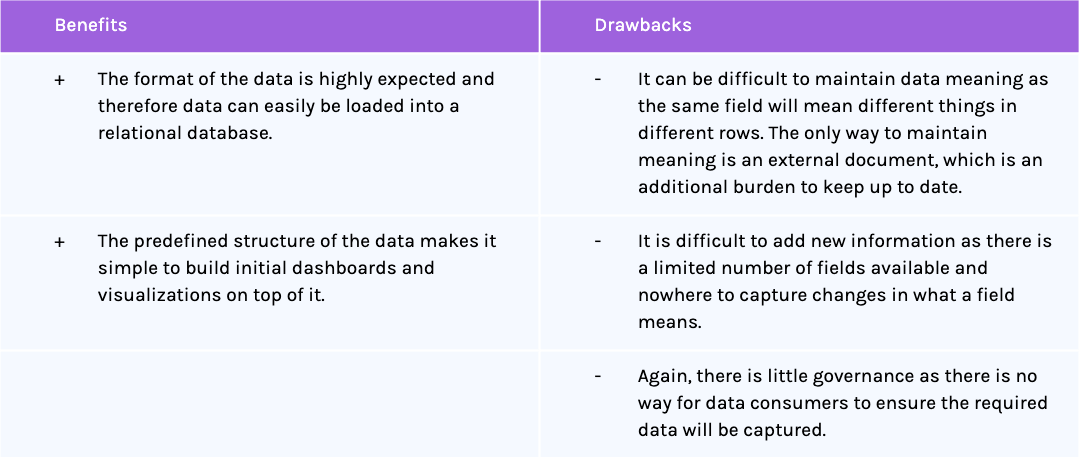 Benefits
Drawbacks
+ The format of the data is highly expected and
therefore data can easily be loaded into a
relational database.
- It can be difficult to maintain data meaning as
the same field will mean different things in
different rows. The only way to maintain
meaning is an external document, which is an
additional burden to keep up to date.
+ The predefined structure of the data makes it
simple to build initial dashboards and
visualizations on top of it.
- It is difficult to add new information as there is
a limited number of fields available and
nowhere to capture changes in what a field
means.
- Again, there is little governance as there is no
way for data consumers to ensure the required
data will be captured.